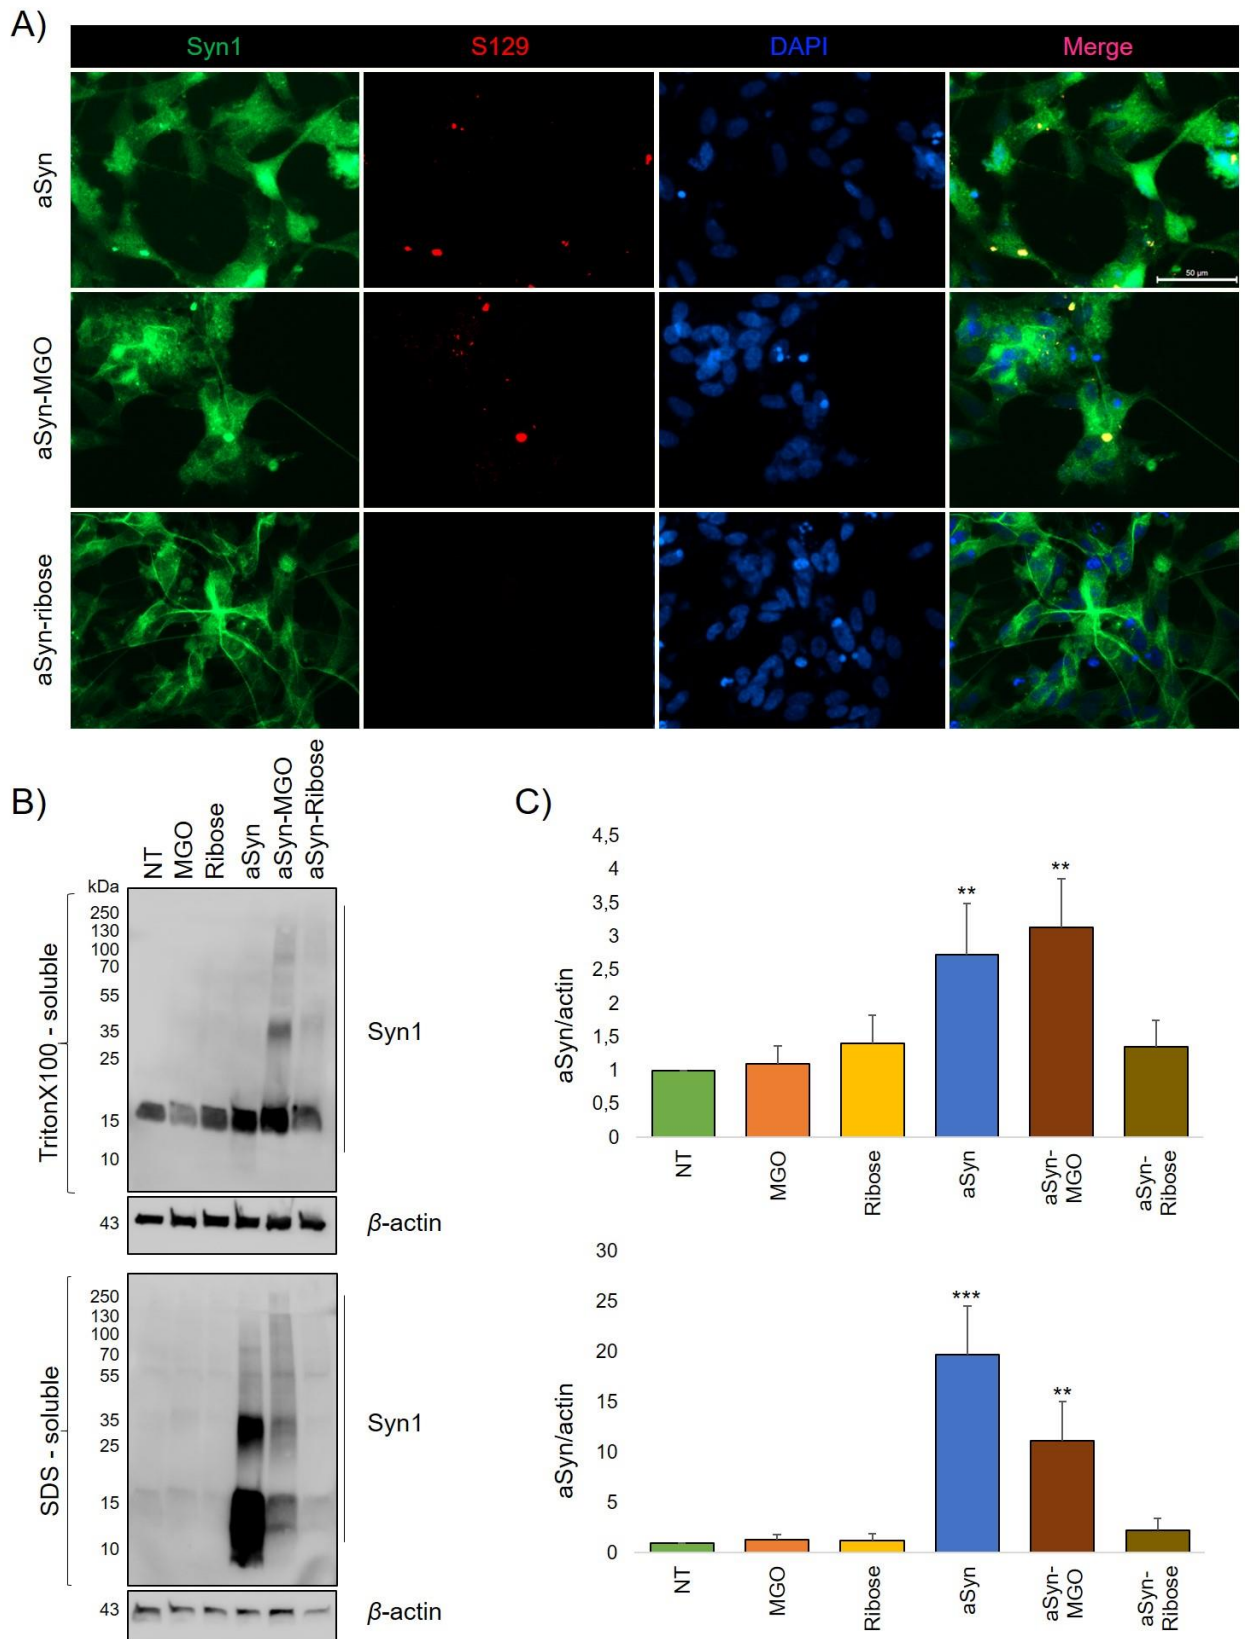 A)
Syn1 S129 DAPI Merge
aSyn
50 µm
aSyn-MGO
aSyn-ribose
B)
NT MGO Ribose aSyn aSyn-MGO aSyn-Ribose
kDa
250
130
100
70
55
35
25
15
10
TritonX100 - soluble
Syn1
43
β-actin
250
130
100
70
55
35
25
15
10
SDS - soluble
Syn1
43
β-actin
C)
4,5
4
3,5
3
2,5
2
1,5
1
0,5
0
aSyn/actin
**
**
NT
MGO
Ribose
aSyn
aSyn-
MGO
aSyn-
Ribose
30
25
20
15
10
5
0
aSyn/actin
***
**
NT
MGO
Ribose
aSyn
aSyn-
MGO
aSyn-
Ribose